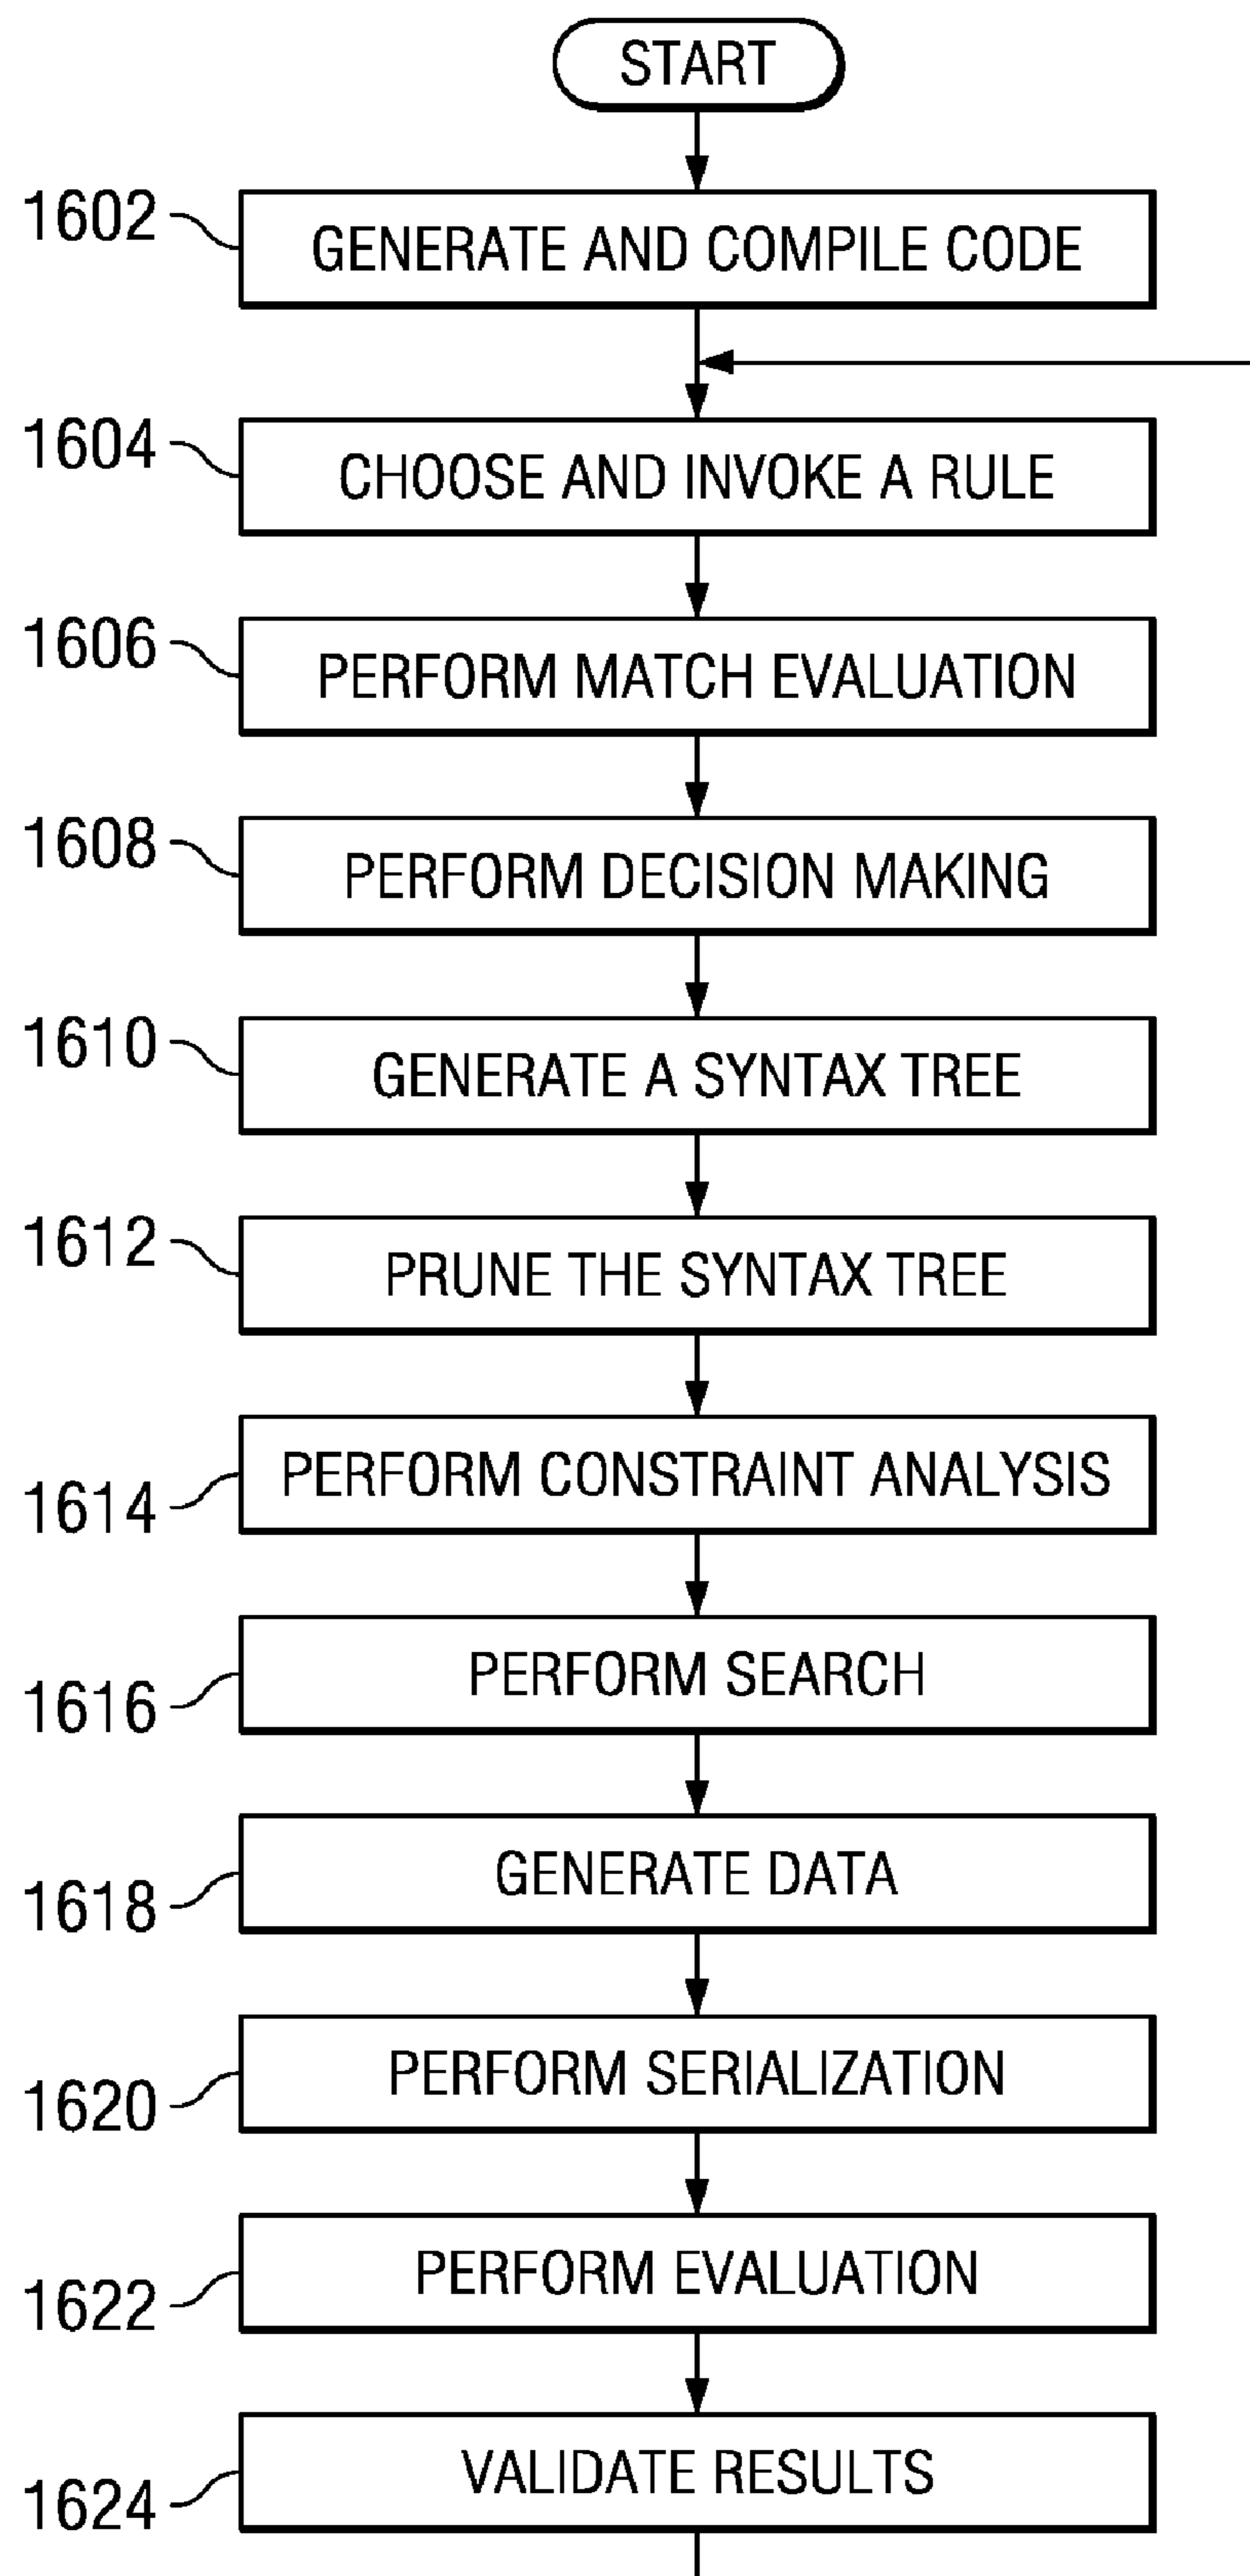 START
1602
GENERATE AND COMPILE CODE
1604
CHOOSE AND INVOKE A RULE
1606
PERFORM MATCH EVALUATION
1608
PERFORM DECISION MAKING
1610
GENERATE A SYNTAX TREE
1612
PRUNE THE SYNTAX TREE
1614
PERFORM CONSTRAINT ANALYSIS
1616
PERFORM SEARCH
1618
GENERATE DATA
1620
PERFORM SERIALIZATION
1622
PERFORM EVALUATION
1624
VALIDATE RESULTS